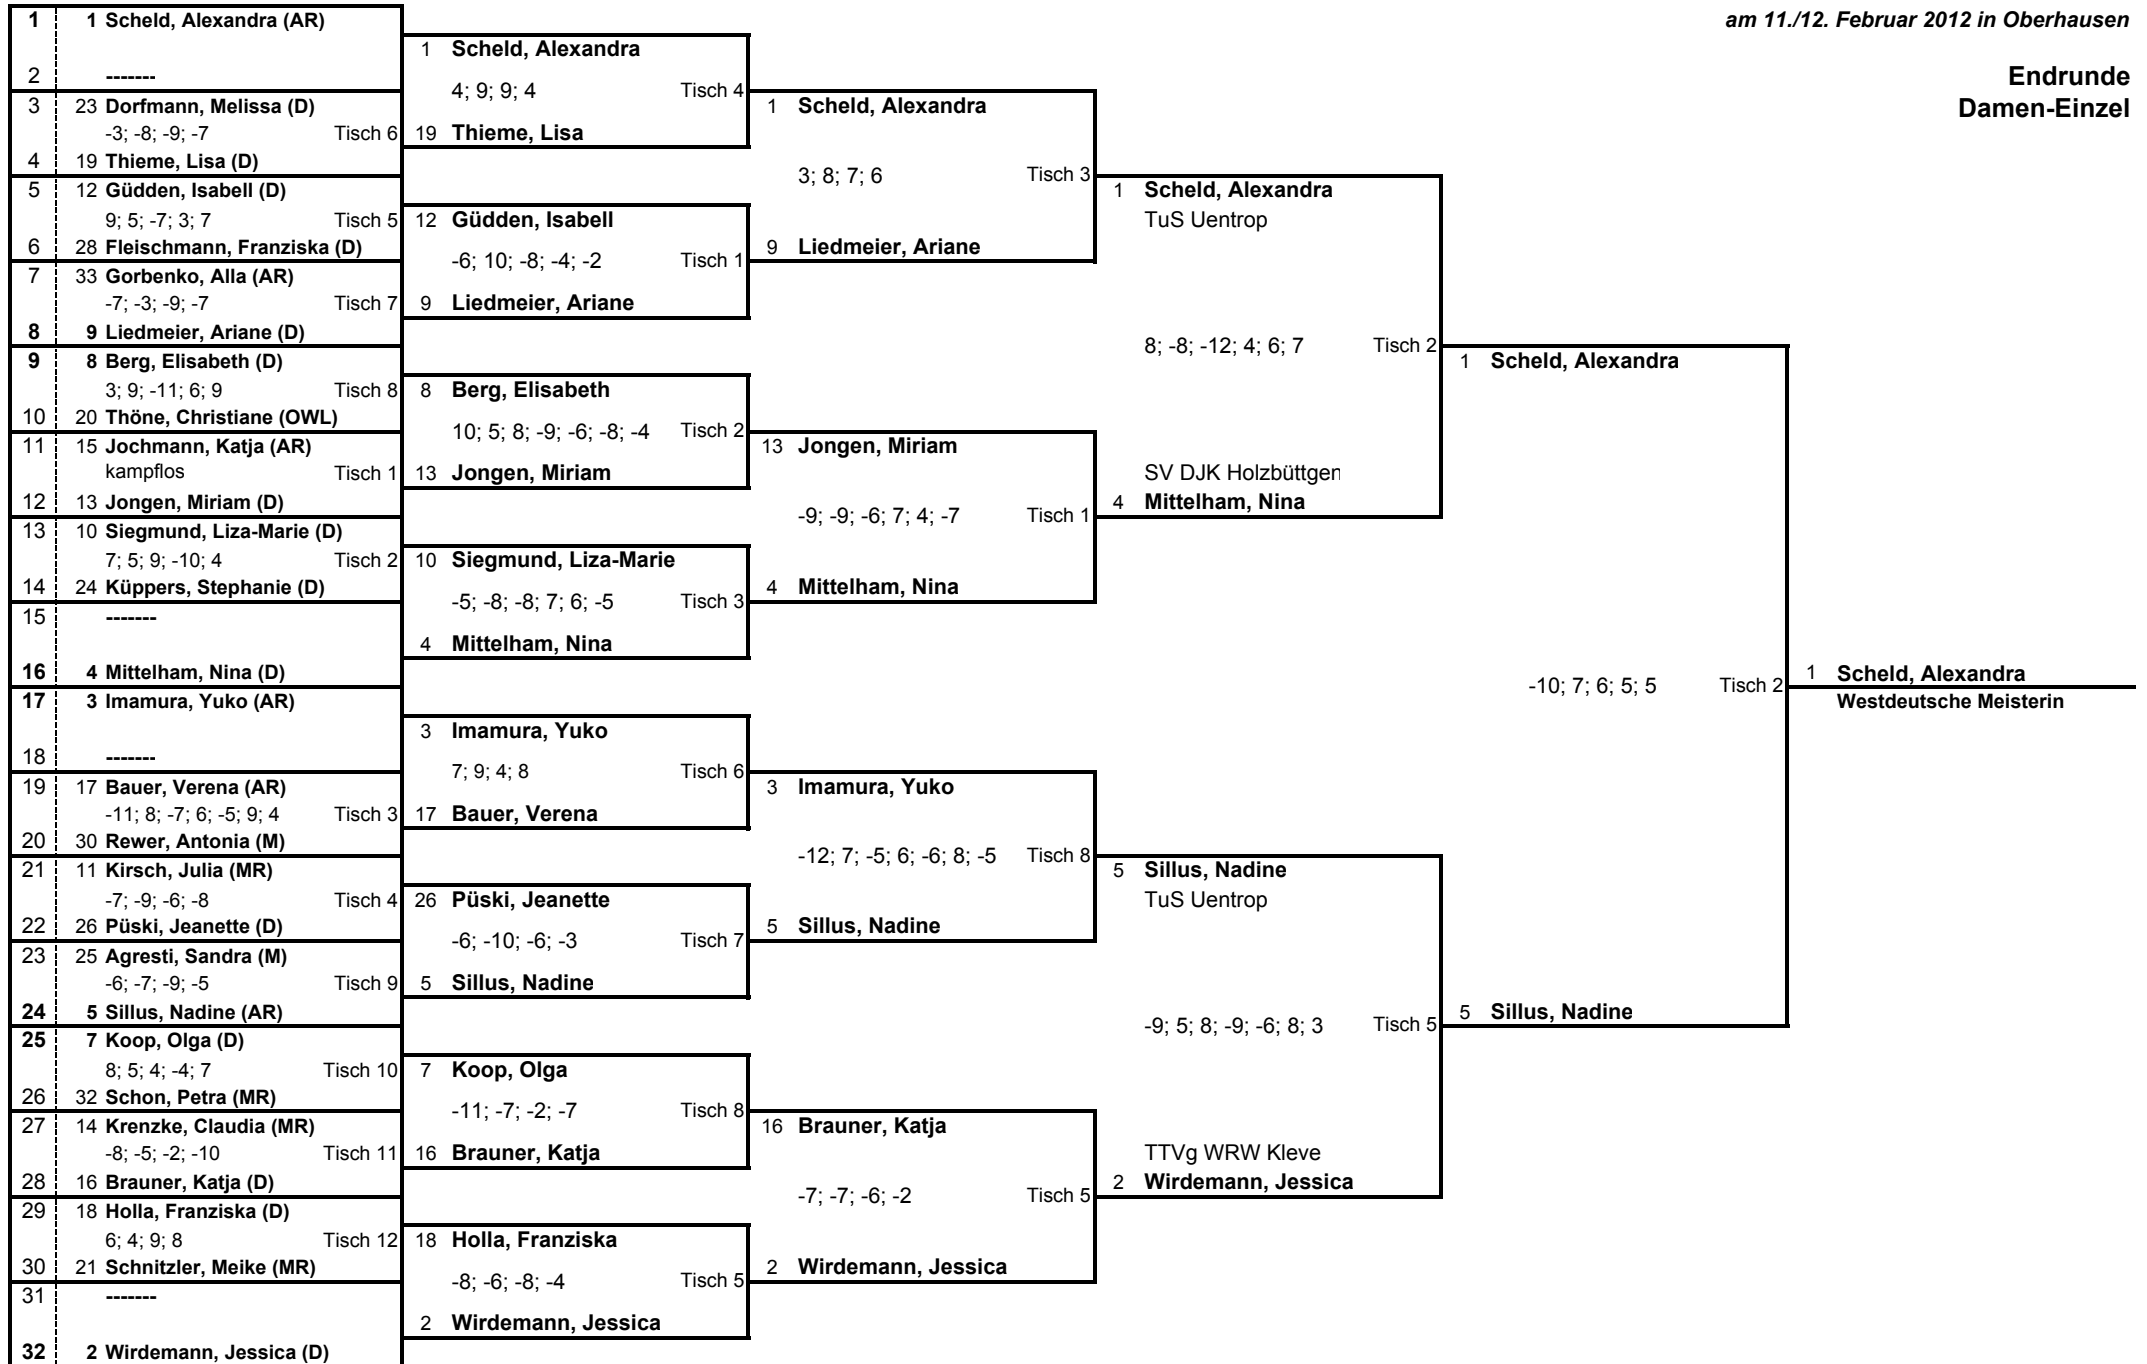 am 11./12. Februar 2012 in Oberhausen
Endrunde
Damen-Einzel
1 1 Scheld, Alexandra (AR)
2 -------
3 23 Dorfmann, Melissa (D)
-3; -8; -9; -7 Tisch 6
4 19 Thieme, Lisa (D)
5 12 Güdden, Isabell (D)
9; 5; -7; 3; 7 Tisch 5
6 28 Fleischmann, Franziska (D)
7 33 Gorbenko, Alla (AR)
-7; -3; -9; -7 Tisch 7
8 9 Liedmeier, Ariane (D)
9 8 Berg, Elisabeth (D)
3; 9; -11; 6; 9 Tisch 8
10 20 Thöne, Christiane (OWL)
11 15 Jochmann, Katja (AR)
kampflos Tisch 1
12 13 Jongen, Miriam (D)
13 10 Siegmund, Liza-Marie (D)
7; 5; 9; -10; 4 Tisch 2
14 24 Küppers, Stephanie (D)
15 -------
16 4 Mittelham, Nina (D)
17 3 Imamura, Yuko (AR)
18 -------
19 17 Bauer, Verena (AR)
-11; 8; -7; 6; -5; 9; 4 Tisch 3
20 30 Rewer, Antonia (M)
21 11 Kirsch, Julia (MR)
-7; -9; -6; -8 Tisch 4
22 26 Püski, Jeanette (D)
23 25 Agresti, Sandra (M)
-6; -7; -9; -5 Tisch 9
24 5 Sillus, Nadine (AR)
25 7 Koop, Olga (D)
8; 5; 4; -4; 7 Tisch 10
26 32 Schon, Petra (MR)
27 14 Krenzke, Claudia (MR)
-8; -5; -2; -10 Tisch 11
28 16 Brauner, Katja (D)
29 18 Holla, Franziska (D)
6; 4; 9; 8 Tisch 12
30 21 Schnitzler, Meike (MR)
31 -------
32 2 Wirdemann, Jessica (D)
1 Scheld, Alexandra
4; 9; 9; 4 Tisch 4
19 Thieme, Lisa
12 Güdden, Isabell
-6; 10; -8; -4; -2 Tisch 1
9 Liedmeier, Ariane
8 Berg, Elisabeth
10; 5; 8; -9; -6; -8; -4 Tisch 2
13 Jongen, Miriam
10 Siegmund, Liza-Marie
-5; -8; -8; 7; 6; -5 Tisch 3
4 Mittelham, Nina
3 Imamura, Yuko
7; 9; 4; 8 Tisch 6
17 Bauer, Verena
26 Püski, Jeanette
-6; -10; -6; -3 Tisch 7
5 Sillus, Nadine
7 Koop, Olga
-11; -7; -2; -7 Tisch 8
16 Brauner, Katja
18 Holla, Franziska
-8; -6; -8; -4 Tisch 5
2 Wirdemann, Jessica
1 Scheld, Alexandra
3; 8; 7; 6 Tisch 3
9 Liedmeier, Ariane
13 Jongen, Miriam
-9; -9; -6; 7; 4; -7 Tisch 1
4 Mittelham, Nina
3 Imamura, Yuko
-12; 7; -5; 6; -6; 8; -5 Tisch 8
5 Sillus, Nadine
16 Brauner, Katja
-7; -7; -6; -2 Tisch 5
2 Wirdemann, Jessica
1 Scheld, Alexandra
TuS Uentrop
8; -8; -12; 4; 6; 7 Tisch 2
SV DJK Holzbüttgen
4 Mittelham, Nina
5 Sillus, Nadine
TuS Uentrop
-9; 5; 8; -9; -6; 8; 3 Tisch 5
TTVg WRW Kleve
2 Wirdemann, Jessica
1 Scheld, Alexandra
-10; 7; 6; 5; 5 Tisch 2
5 Sillus, Nadine
1 Scheld, Alexandra
Westdeutsche Meisterin